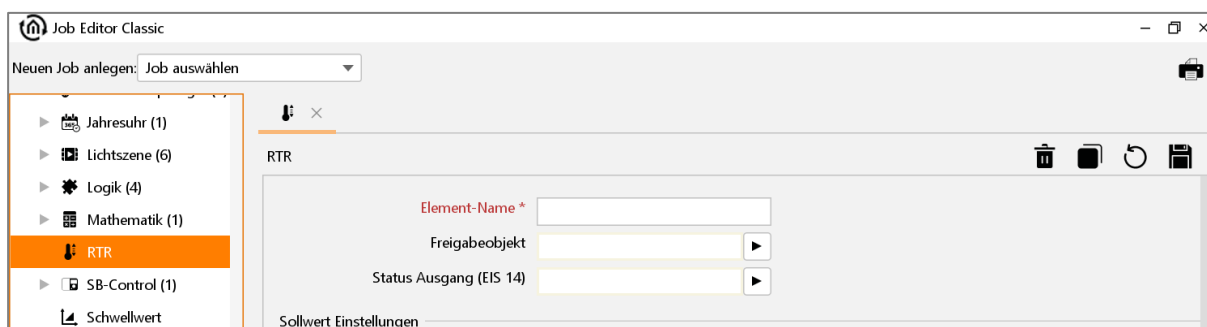 Job Editor Classic
Neuen Job anlegen: Job auswählen
Jahresuhr (1)
Lichtszene (6)
Logik (4)
Mathematik (1)
RTR
SB-Control (1)
Schwellwert
RTR
Element-Name *
Freigabeobjekt
Status Ausgang (EIS 14)
Sollwert Einstellungen